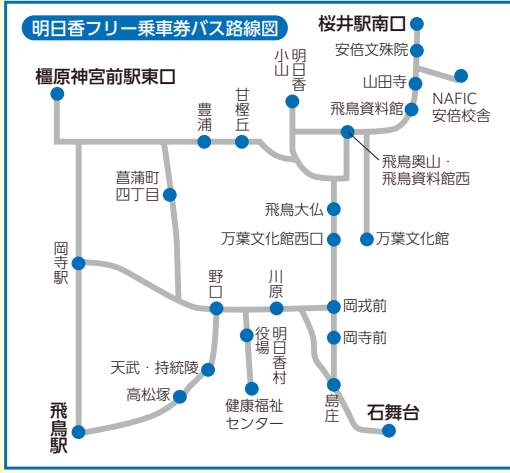 明日香フリー乗車券バス路線図
桜井駅南口
安倍文殊院
山田寺
飛鳥資料館
NAFIC
安倍校舎
橿原神宮前駅東口
豊浦
甘樫丘
明日香
小山
飛鳥奥山・
飛鳥資料館西
菖蒲町
四丁目
飛鳥大仏
万葉文化館西口
万葉文化館
岡寺駅
野口
川原
岡戎前
岡寺前
明日香村
役場
天武・持統陵
高松塚
健康福祉
センター
島庄
石舞台
飛鳥駅